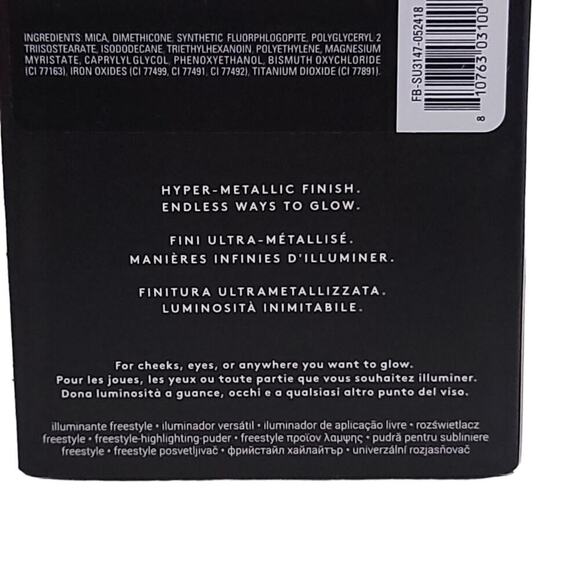 INGREDIENTS: MICA, DIMETHICONE, SYNTHETIC FLUORPHLOGOPITE, POLYGLYCERYL-2
TRIISOSTEARATE, ISODODECANE, TRIETHYLHEXANOIN, POLYETHYLENE, MAGNESIUM
MYRISTATE, CAPRYLYL GLYCOL, PHENOXYETHANOL, BISMUTH OXYCHLORIDE
(CI 77163), IRON OXIDES (CI 77499, CI 77491, CI 77492), TITANIUM DIOXIDE (CI 77891).
FB-SU3147-052418
8 10763 03100
HYPER-METALLIC FINISH.
ENDLESS WAYS TO GLOW.
FINI ULTRA-MÉTALLISÉ.
MANIÈRES INFINIES D'ILLUMINER.
FINITURA ULTRAMETALLIZZATA.
LUMINOSITÀ INIMITABILE.
For cheeks, eyes, or anywhere you want to glow.
Pour les joues, les yeux ou toute partie que vous souhaitez illuminer.
Dona luminosità a guance, occhi e a qualsiasi altro punto del viso.
illuminante freestyle • iluminador versátil • iluminador de aplicação livre • rozświetlacz
freestyle • freestyle-highlighting-puder • freestyle προϊον λαμψης • pudră pentru subliniere
freestyle • freestyle posvetljivač • фрийстайл хайлайтър • univerzální rozjasňovač